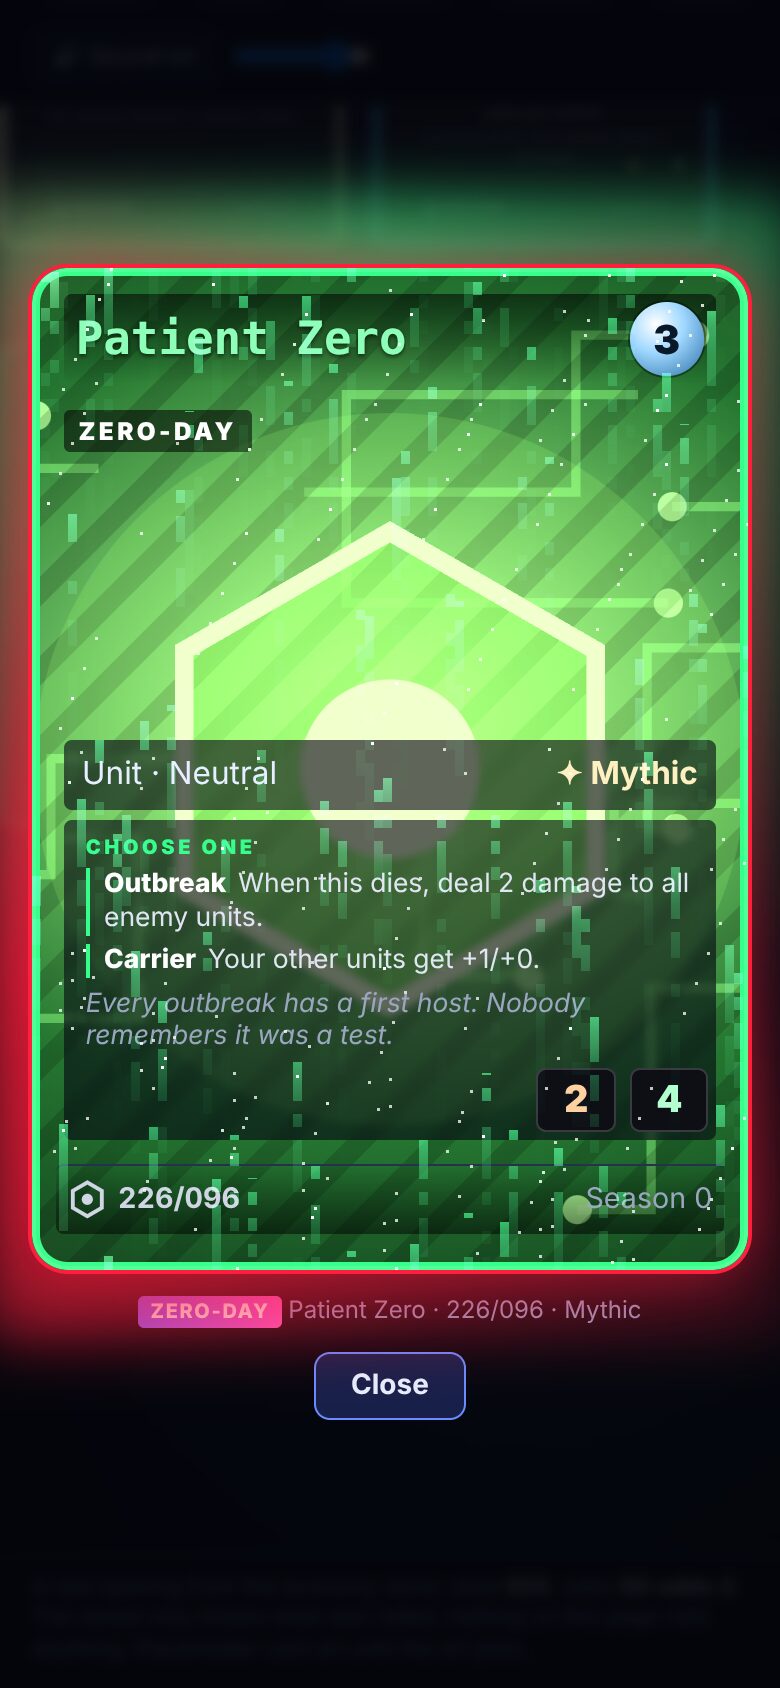 Patient Zero
3
ZERO-DAY
Unit · Neutral
✦ Mythic
CHOOSE ONE
Outbreak When this dies, deal 2 damage to all
enemy units.
Carrier Your other units get +1/+0.
Every outbreak has a first host. Nobody
remembers it was a test.
2
4
226/096
Season 0
ZERO-DAY Patient Zero · 226/096 · Mythic
Close